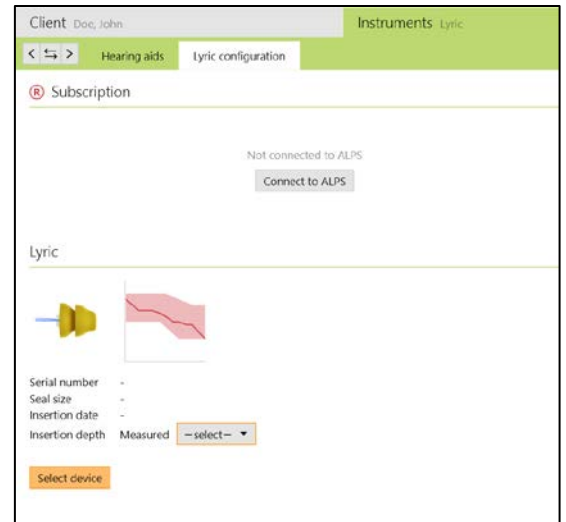 Client Doe, John
Instruments Lyric
< ⇆ > Hearing aids Lyric configuration
R Subscription
Not connected to ALPS
Connect to ALPS
Lyric
Serial number -
Seal size -
Insertion date -
Insertion depth Measured —select—
Select device